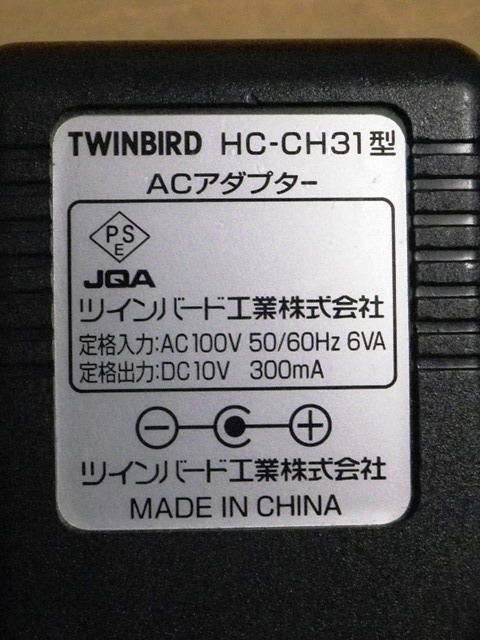 TWINBIRD HC-CH31型
ACアダプター
PSE
JQA
ツインバード工業株式会社
定格入力:AC100V 50/60Hz 6VA
定格出力:DC10V 300mA
ツインバード工業株式会社
MADE IN CHINA